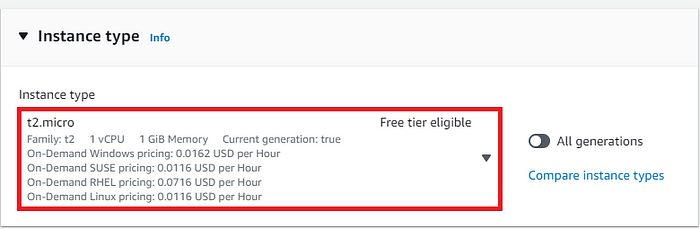 Instance type Info
Instance type
t2.micro Free tier eligible
Family: t2 1 vCPU 1 GiB Memory Current generation: true
On-Demand Windows pricing: 0.0162 USD per Hour
On-Demand SUSE pricing: 0.0116 USD per Hour
On-Demand RHEL pricing: 0.0716 USD per Hour
On-Demand Linux pricing: 0.0116 USD per Hour
All generations
Compare instance types